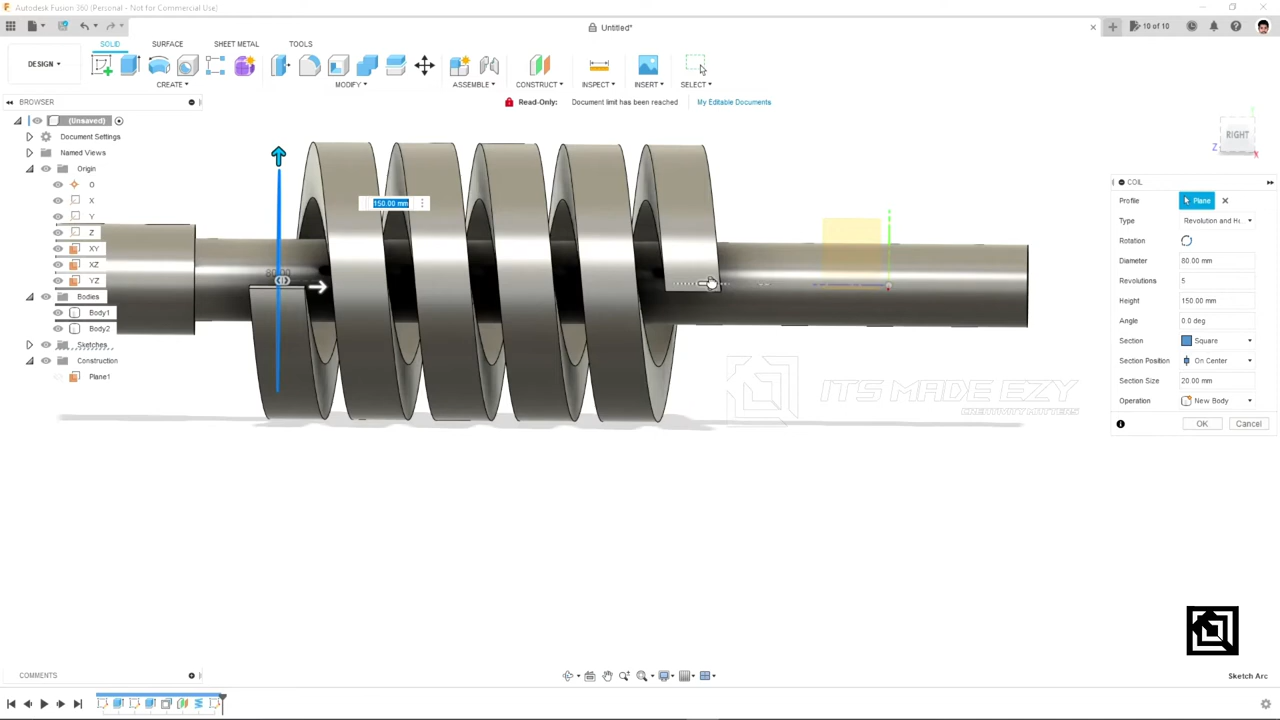 Autodesk Fusion 360 (Personal - Not for Commercial Use)
Untitled*
10 of 10
DESIGN
SOLID
SURFACE
SHEET METAL
TOOLS
CREATE
MODIFY
ASSEMBLE
CONSTRUCT
INSPECT
INSERT
SELECT
Read-Only: Document limit has been reached My Editable Documents
BROWSER
(Unsaved)
Document Settings
Named Views
Origin
O
X
Y
Z
XY
XZ
YZ
Bodies
Body1
Body2
Sketches
Construction
Plane1
150.00 mm
80.00
RIGHT
Z
X
COIL
Profile Plane
Type Revolution and He..
Rotation
Diameter 80.00 mm
Revolutions 5
Height 150.00 mm
Angle 0.0 deg
Section Square
Section Position On Center
Section Size 20.00 mm
Operation New Body
OK Cancel
ITS MADE EZY
CREATIVITY MATTERS
COMMENTS
Sketch Arc